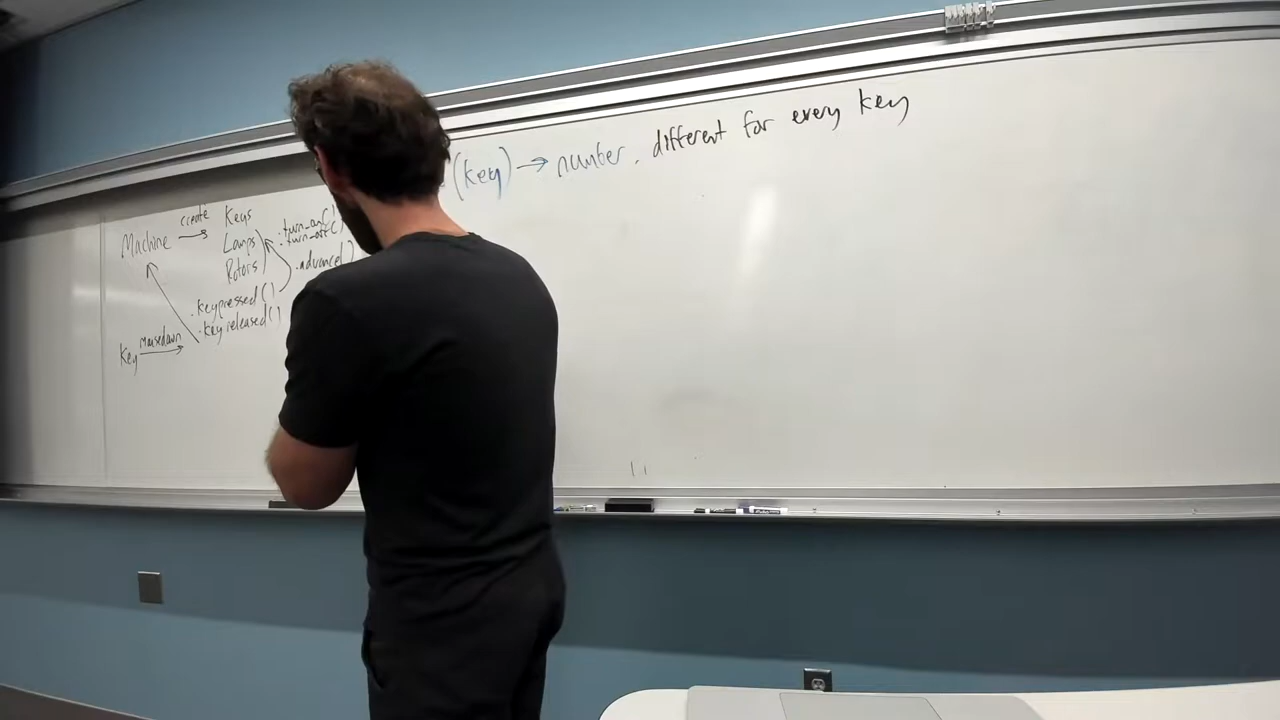 (key) → number, different for every key
Machine create → Keys
Lamps
Rotors
.turn_on()
.turn_off()
.advance()
.keypressed()
.key released()
Key mousedown →